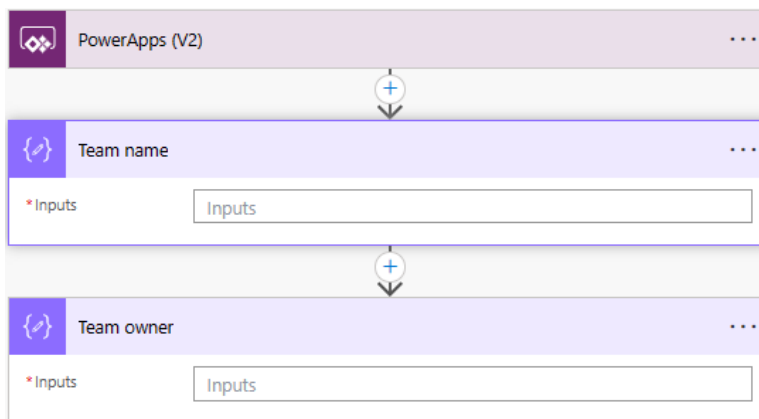 PowerApps (V2)
Team name
*Inputs
Inputs
Team owner
*Inputs
Inputs